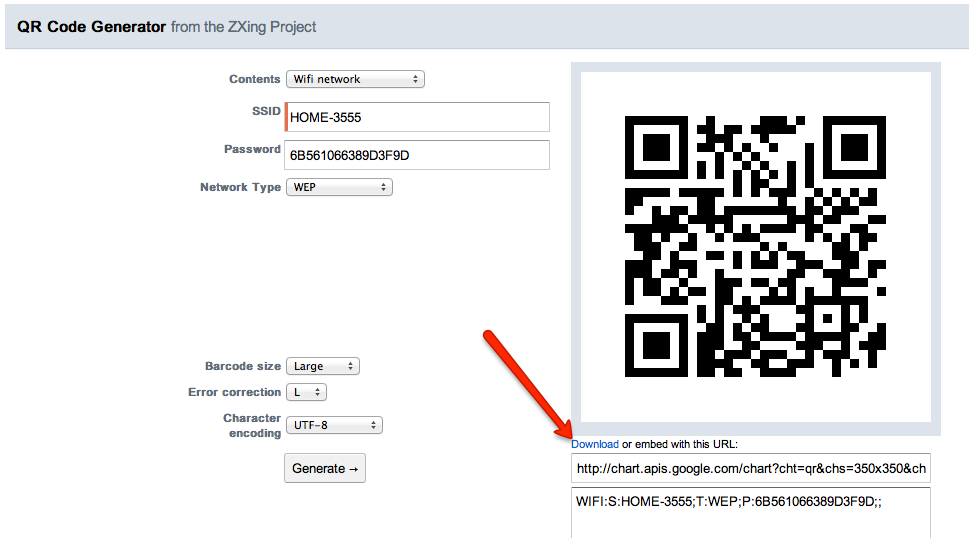 QR Code Generator from the ZXing Project
Contents Wifi network
SSID HOME-3555
Password 6B561066389D3F9D
Network Type WEP
Barcode size Large
Error correction L
Character encoding UTF-8
Generate →
Download or embed with this URL:
http://chart.apis.google.com/chart?cht=qr&chs=350x350&ch
WIFI:S:HOME-3555;T:WEP;P:6B561066389D3F9D;;